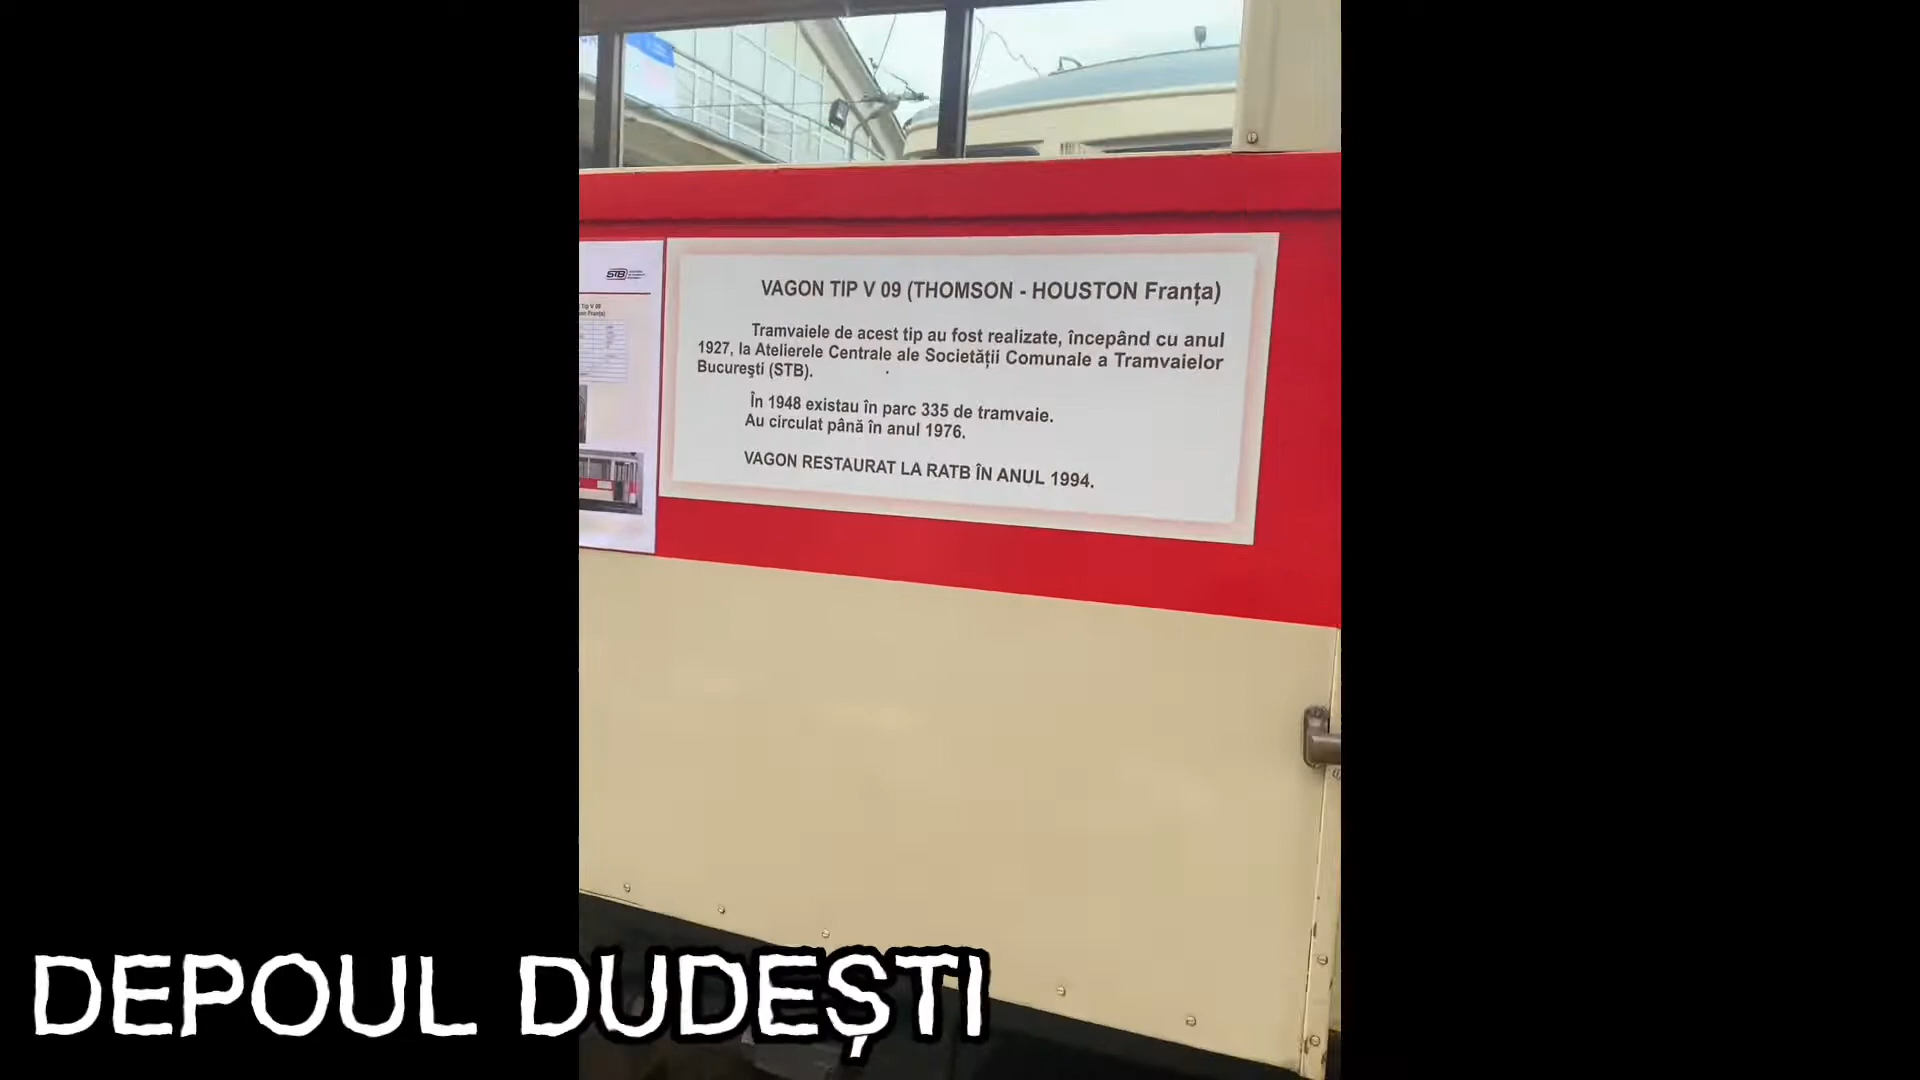 STB
VAGON TIP V 09 (THOMSON - HOUSTON Franța)
Tramvaiele de acest tip au fost realizate, începând cu anul
1927, la Atelierele Centrale ale Societății Comunale a Tramvaielor
București (STB).
În 1948 existau în parc 335 de tramvaie.
Au circulat până în anul 1976.
VAGON RESTAURAT LA RATB ÎN ANUL 1994.
DEPOUL DUDEȘTI